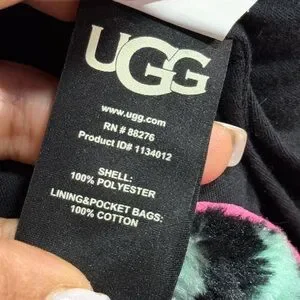 UGG
www.ugg.com
RN # 88276
Product ID# 1134012
SHELL:
100% POLYESTER
LINING&POCKET BAGS:
100% COTTON